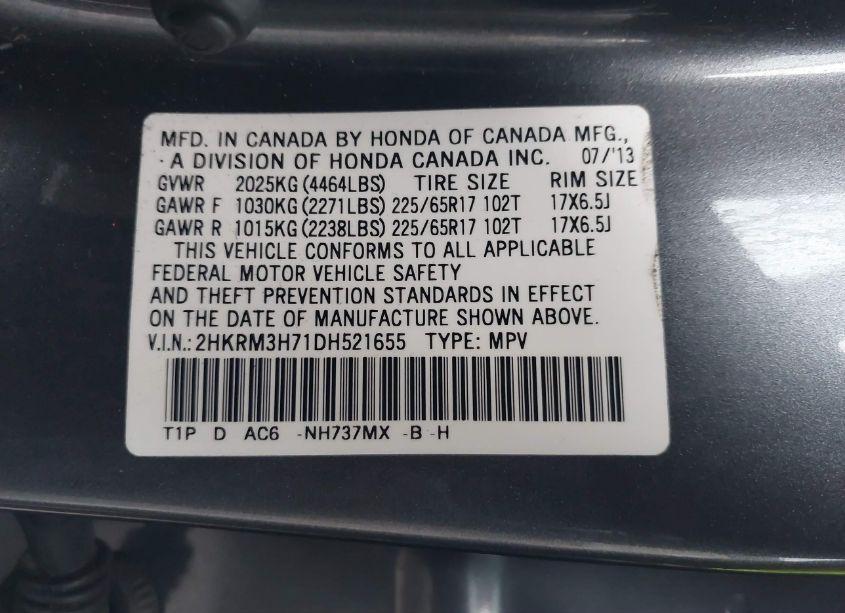 MFD. IN CANADA BY HONDA OF CANADA MFG.,
A DIVISION OF HONDA CANADA INC. 07/'13
GVWR 2025KG (4464LBS) TIRE SIZE RIM SIZE
GAWR F 1030KG (2271LBS) 225/65R17 102T 17X6.5J
GAWR R 1015KG (2238LBS) 225/65R17 102T 17X6.5J
THIS VEHICLE CONFORMS TO ALL APPLICABLE
FEDERAL MOTOR VEHICLE SAFETY
AND THEFT PREVENTION STANDARDS IN EFFECT
ON THE DATE OF MANUFACTURE SHOWN ABOVE.
V.I.N.: 2HKRM3H71DH521655 TYPE: MPV
T1P D AC6 -NH737MX -B -H